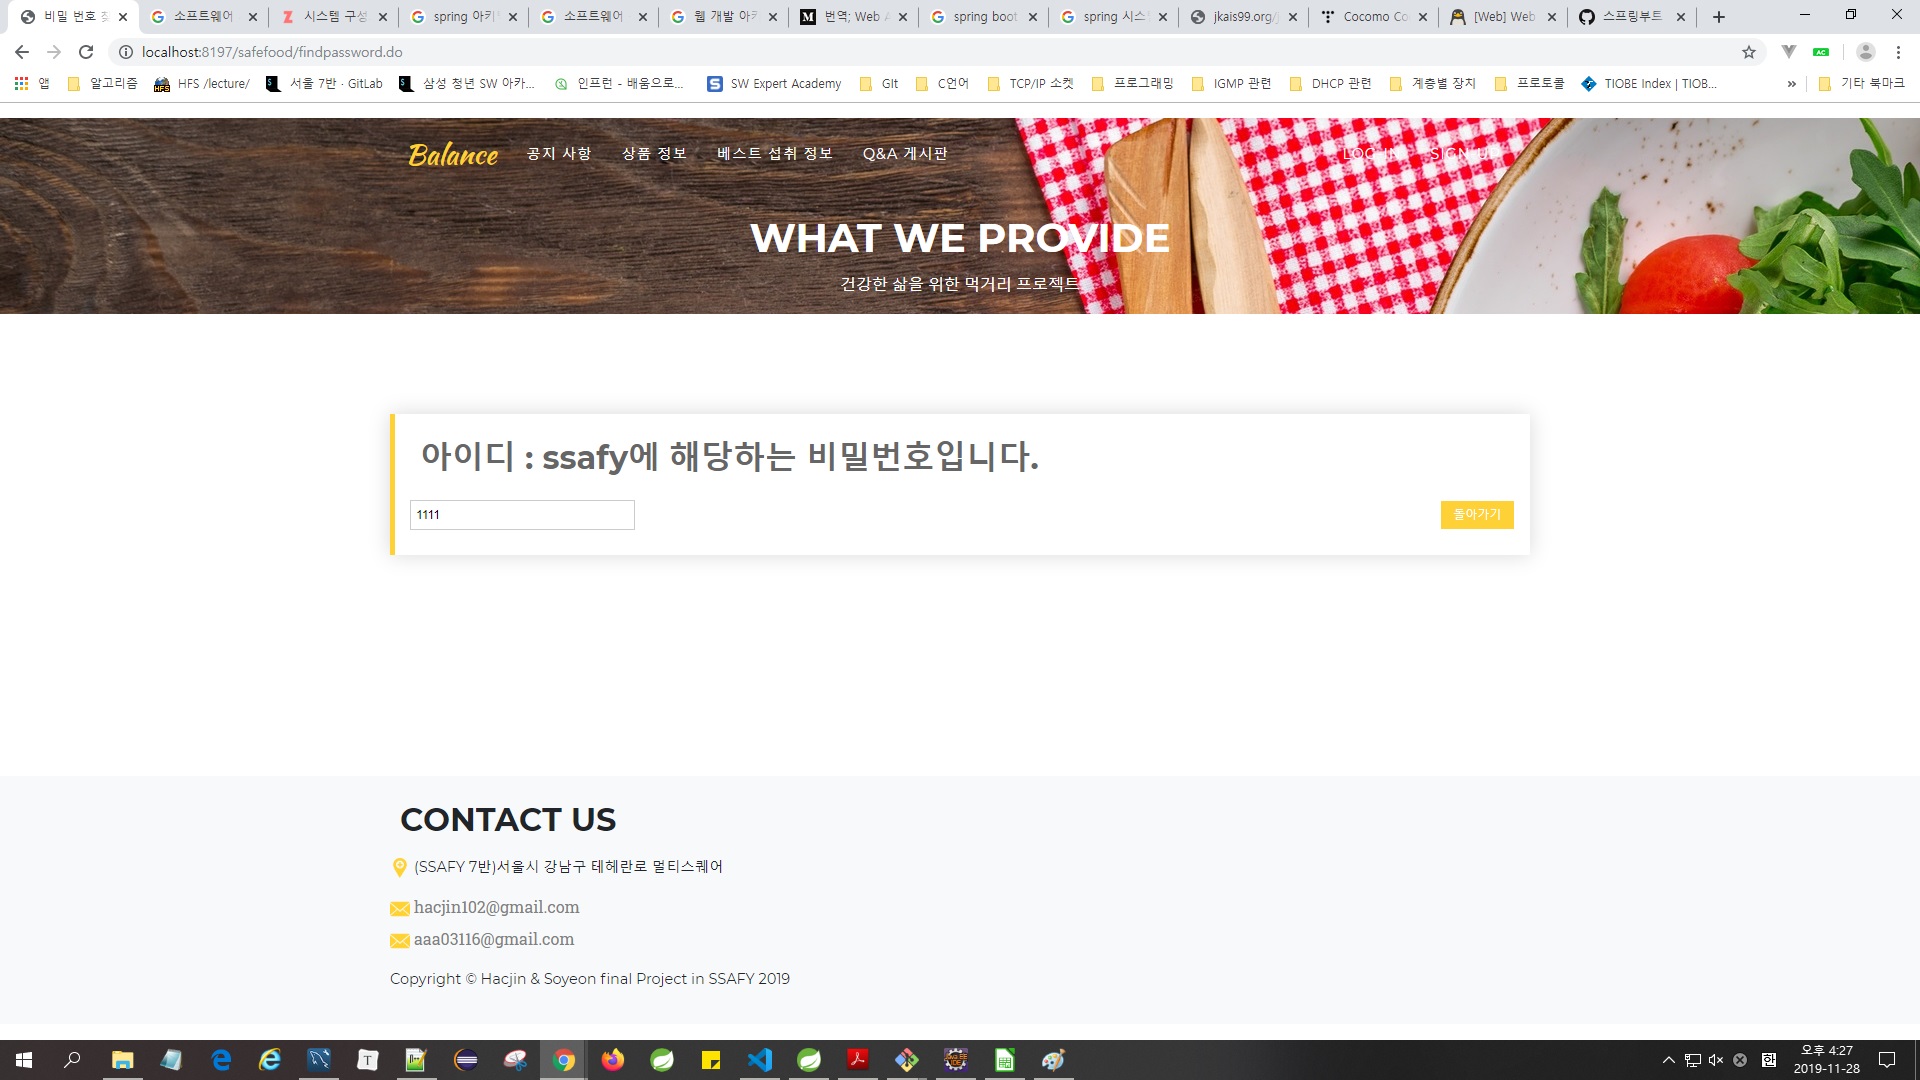 비밀 번호 찾
소프트웨어
시스템 구성
spring 아키
소프트웨어
웹 개발 아카
번역; Web A
spring boot
spring 시스
jkais99.org/j
Cocomo Co
[Web] Web
스프링부트
localhost:8197/safefood/findpassword.do
앱
알고리즘
HFS /lecture/
서울 7반 · GitLab
삼성 청년 SW 아카...
인프런 - 배움으로...
SW Expert Academy
GIt
C언어
TCP/IP 소켓
프로그래밍
IGMP 관련
DHCP 관련
계층별 장치
프로토콜
TIOBE Index | TIOB...
»
기타 북마크
Balance
공지 사항
상품 정보
베스트 섭취 정보
Q&A 게시판
LOG IN
SIGN UP
WHAT WE PROVIDE
건강한 삶을 위한 먹거리 프로젝트
아이디 : ssafy에 해당하는 비밀번호입니다.
1111
돌아가기
CONTACT US
(SSAFY 7반)서울시 강남구 테헤란로 멀티스퀘어
hacjin102@gmail.com
aaa03116@gmail.com
Copyright © Hacjin & Soyeon final Project in SSAFY 2019
한
오후 4:27
2019-11-28